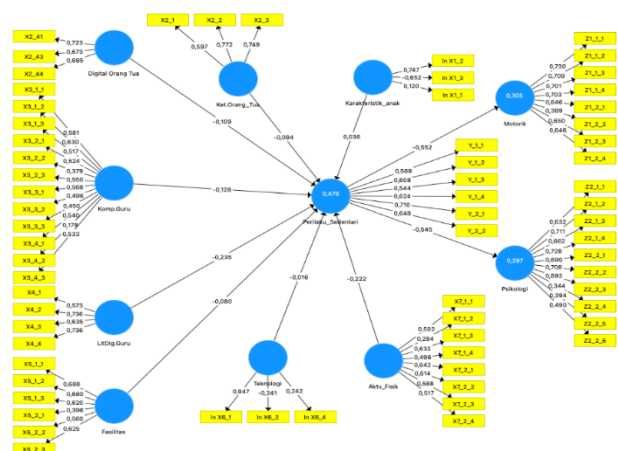 X2_1
X2_2
X2_3
0,597
0,772
0,749
Ket.Orang_Tua
X2_41
X2_43
X2_44
0,723
0,673
0,685
Digital Orang Tua
In X1_2
In X1_3
In X1_1
0,747
-0,652
0,120
Karakteristik_anak
Z1_1_1
Z1_1_2
Z1_1_3
Z1_1_4
Z1_2_1
Z1_2_2
Z1_2_3
Z1_2_4
0,730
0,709
0,701
0,703
0,646
0,369
0,650
0,646
0,305
Motorik
X3_1_1
X3_1_2
X3_1_3
X3_2_1
X3_2_2
X3_2_3
X3_3_1
X3_3_2
X3_3_3
X3_4_1
X3_4_2
X3_4_3
0,581
0,630
0,517
0,524
0,379
0,550
0,568
0,496
0,450
0,540
0,178
0,533
Komp.Guru
-0,109
-0,094
0,036
-0,552
-0,128
-0,235
-0,080
-0,016
-0,222
-0,545
0,476
Perilaku_Sedentari
Y_1_1
Y_1_2
Y_1_3
Y_1_4
Y_2_1
Y_2_2
0,569
0,608
0,544
0,624
0,710
0,648
Z2_1_1
Z2_1_2
Z2_1_3
Z2_1_4
Z2_2_1
Z2_2_2
Z2_2_3
Z2_2_4
Z2_2_5
Z2_2_6
0,632
0,711
0,662
0,728
0,696
0,708
0,692
0,344
0,394
0,490
0,297
Psikologi
X4_1
X4_2
X4_3
X4_4
0,573
0,736
0,635
0,736
LitDig.Guru
X5_1_1
X5_1_2
X5_1_3
X5_2_1
X5_2_2
X5_2_3
0,688
0,680
0,620
0,396
0,560
0,625
Fasilitas
Teknologi
0,947
-0,241
0,242
In X6_1
In X6_2
In X6_4
X7_1_1
X7_1_2
X7_1_3
X7_1_4
X7_2_1
X7_2_2
X7_2_3
X7_2_4
0,502
0,284
0,632
0,498
0,642
0,614
0,568
0,517
Aktv_Fisik